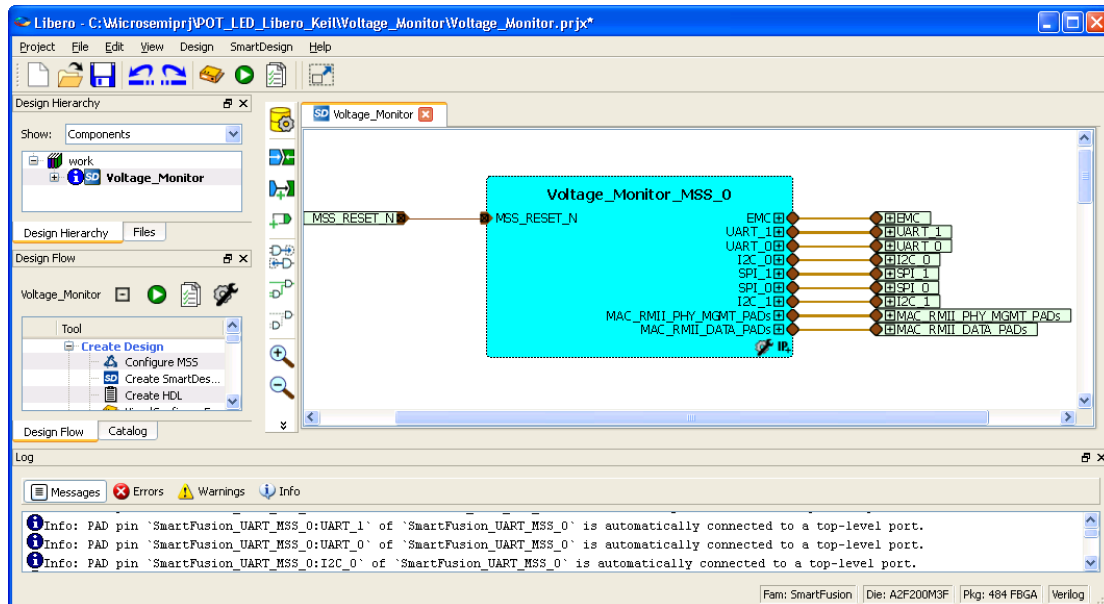 Libero - C:\Microsemiprj\POT_LED_Libero_Keil\Voltage_Monitor\Voltage_Monitor.prjx*
Project File Edit View Design SmartDesign Help
Design Hierarchy
Show: Components
work
Voltage_Monitor
Design Hierarchy Files
Design Flow
Voltage_Monitor
Tool
Create Design
Configure MSS
Create SmartDes...
Create HDL
Design Flow Catalog
Voltage_Monitor
Voltage_Monitor_MSS_0
MSS_RESET_N MSS_RESET_N EMC EMC
UART_1 UART_1
UART_0 UART_0
I2C_0 I2C_0
SPI_1 SPI_1
SPI_0 SPI_0
I2C_1 I2C_1
MAC_RMII_PHY_MGMT_PADs MAC_RMII_PHY_MGMT_PADs
MAC_RMII_DATA_PADs MAC_RMII_DATA_PADs
IP
Log
Messages Errors Warnings Info
Info: PAD pin `SmartFusion_UART_MSS_0:UART_1` of `SmartFusion_UART_MSS_0` is automatically connected to a top-level port.
Info: PAD pin `SmartFusion_UART_MSS_0:UART_0` of `SmartFusion_UART_MSS_0` is automatically connected to a top-level port.
Info: PAD pin `SmartFusion_UART_MSS_0:I2C_0` of `SmartFusion_UART_MSS_0` is automatically connected to a top-level port.
Fam: SmartFusion Die: A2F200M3F Pkg: 484 FBGA Verilog